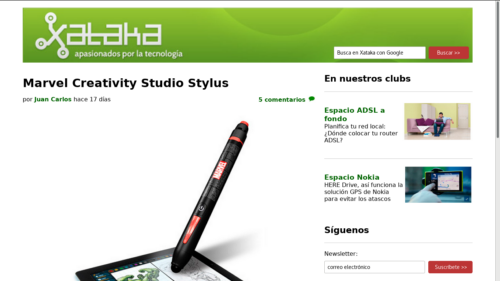 xataka
apasionados por la tecnología
Busca en Xataka con Google
Buscar >>
Marvel Creativity Studio Stylus
por Juan Carlos hace 17 días
5 comentarios
MARVEL
En nuestros clubs
Espacio ADSL a
fondo
Planifica tu red local:
¿Dónde colocar tu router
ADSL?
Espacio Nokia
HERE Drive, así funciona la
solución GPS de Nokia
para evitar los atascos
Síguenos
Newsletter:
correo electrónico
Suscríbete >>